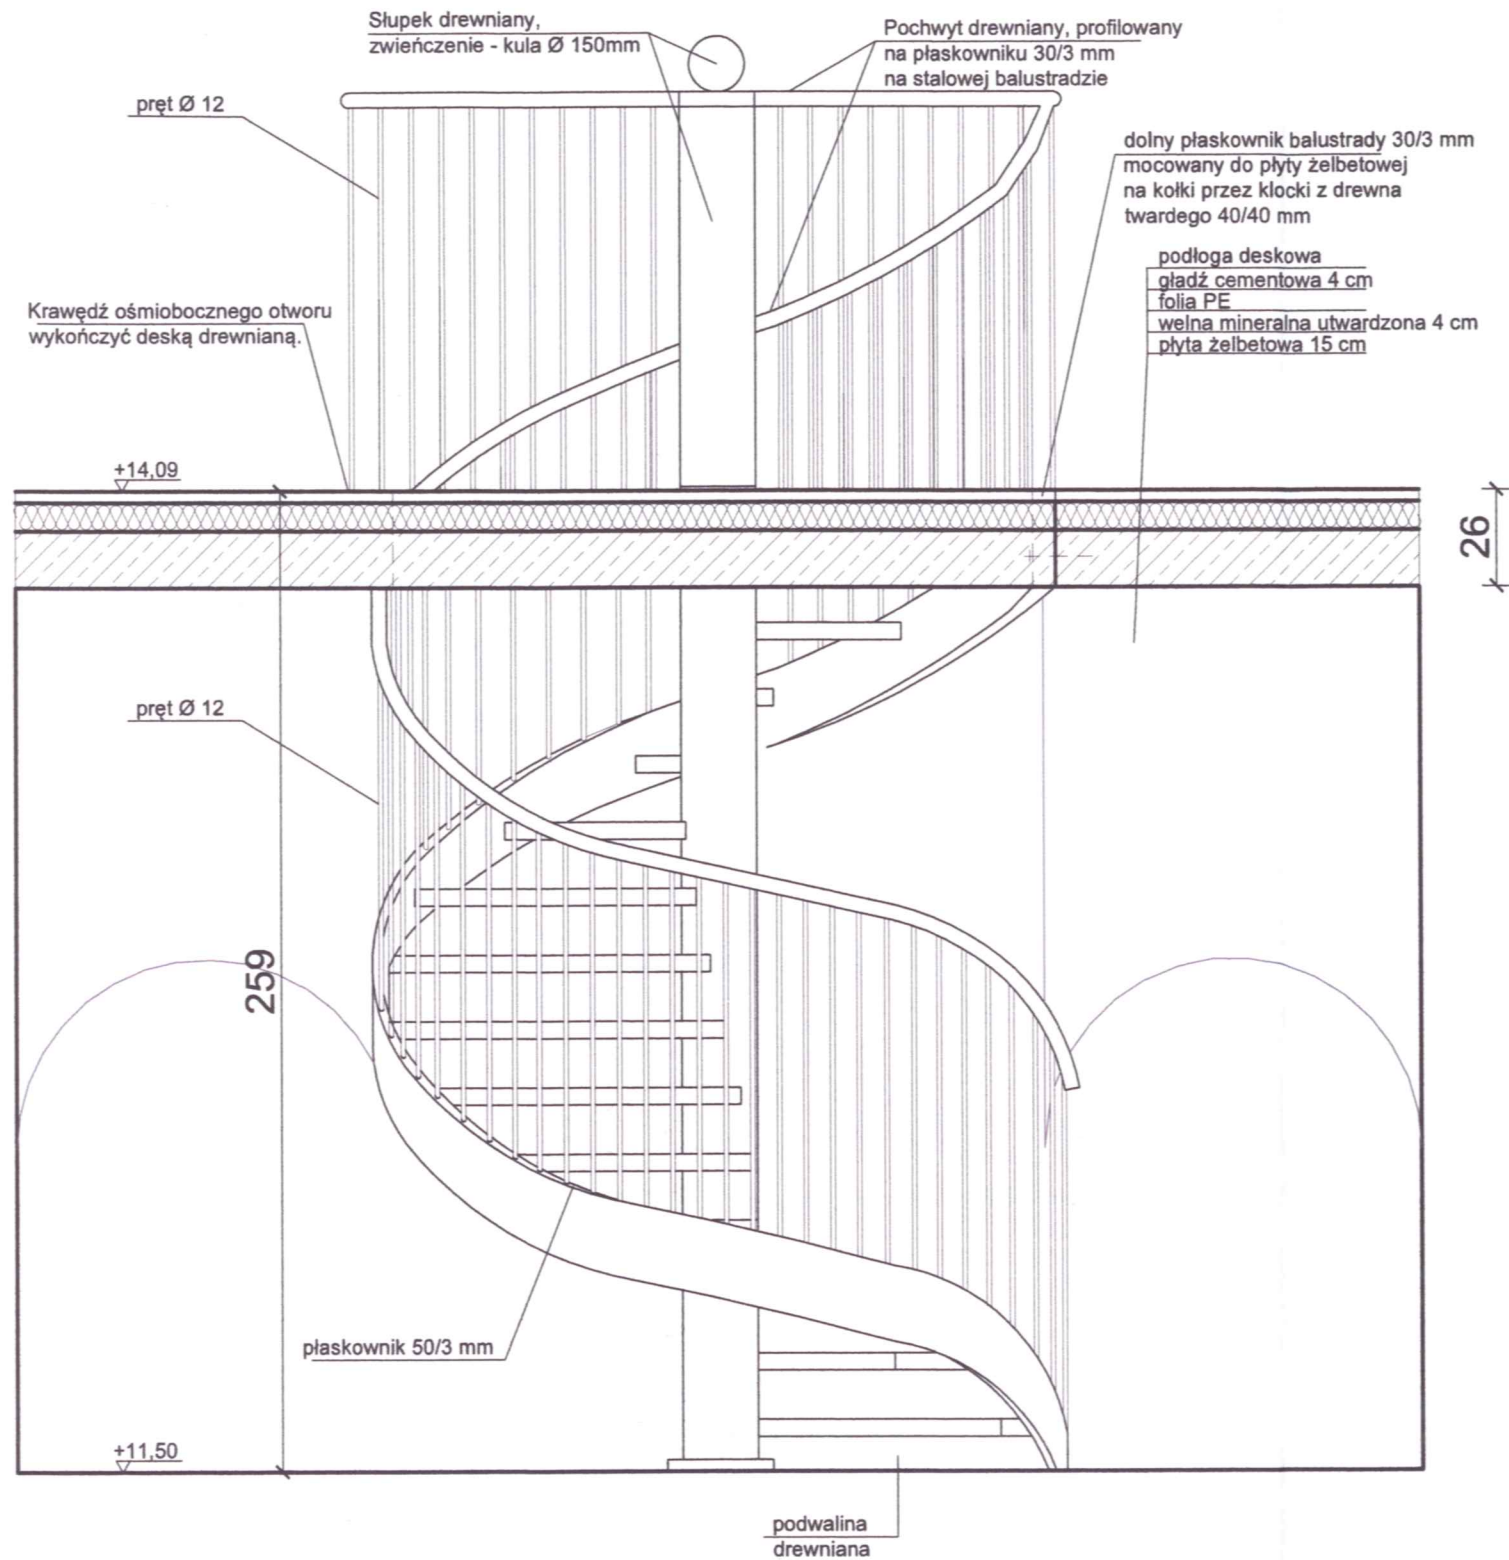 Słupek drewniany,
zwieńczenie - kula Ø 150mm
Pochwyt drewniany, profilowany
na płaskowniku 30/3 mm
na stalowej balustradzie
pręt Ø 12
dolny płaskownik balustrady 30/3 mm
mocowany do płyty żelbetowej
na kołki przez klocki z drewna
twardego 40/40 mm
podłoga deskowa
gładź cementowa 4 cm
folia PE
wełna mineralna utwardzona 4 cm
płyta żelbetowa 15 cm
Krawędź ośmiobocznego otworu
wykończyć deską drewnianą.
+14,09
26
pręt Ø 12
259
płaskownik 50/3 mm
+11,50
podwalina
drewniana